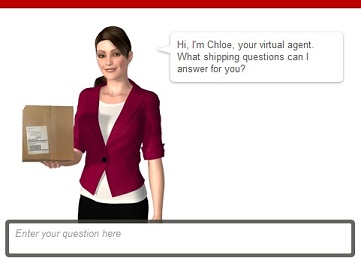 Hi, I'm Chloe, your virtual agent.
What shipping questions can I
answer for you?
Enter your question here